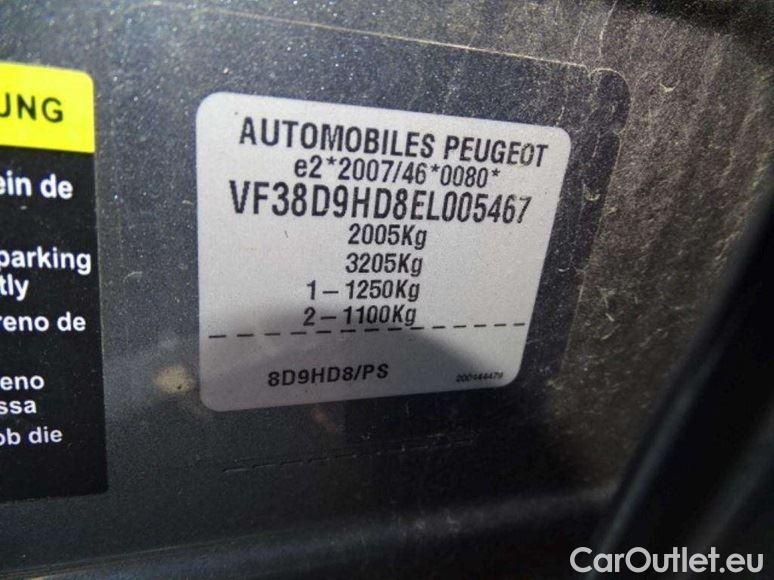 UNG
ein de
parking
tly
reno de
eno
ssa
ob die
AUTOMOBILES PEUGEOT
e2*2007/46*0080*
VF38D9HD8EL005467
2005Kg
3205Kg
1-1250Kg
2-1100Kg
8D9HD8/PS
200444479
CarOutlet.eu